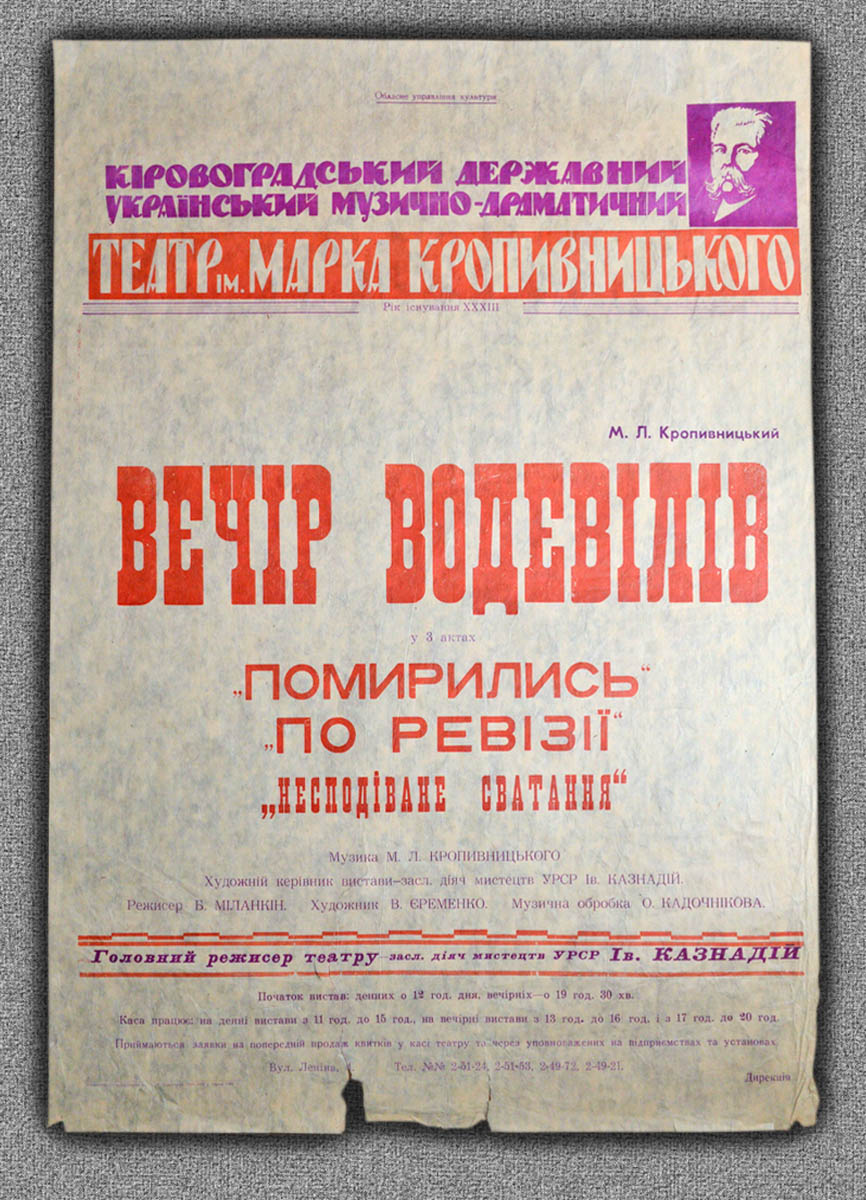 Обласне управління культури
КІРОВОГРАДСЬКИЙ ДЕРЖАВНИЙ
УКРАЇНСЬКИЙ МУЗИЧНО-ДРАМАТИЧНИЙ
ТЕАТР ІМ. МАРКА КРОПИВНИЦЬКОГО
Рік існування XXXIII
М. Л. Кропивницький
ВЕЧІР ВОДЕВІЛІВ
у 3 актах
„ПОМИРИЛИСЬ“
„ПО РЕВІЗІЇ“
„НЕСПОДІВАНЕ СВАТАННЯ“
Музика М. Л. КРОПИВНИЦЬКОГО
Художній керівник вистави—засл. діяч мистецтв УРСР Ів. КАЗНАДІЙ.
Режисер Б. МІЛАНКІН. Художник В. ЄРЕМЕНКО. Музична обробка О. КАДОЧНІКОВА.
Головний режисер театру—засл. діяч мистецтв УРСР Ів. КАЗНАДІЙ
Початок вистав: денних о 12 год. дня, вечірніх—о 19 год. 30 хв.
Каса працює: на денні вистави з 11 год. до 15 год., на вечірні вистави з 13 год. до 16 год. і з 17 год. до 20 год.
Приймаються заявки на попередній продаж квитків у касі театру та через уповноважених на підприємствах та установах.
Вул. Леніна, 4. Тел. №№ 2-51-24, 2-51-53, 2-49-72, 2-49-21.
Дирекція